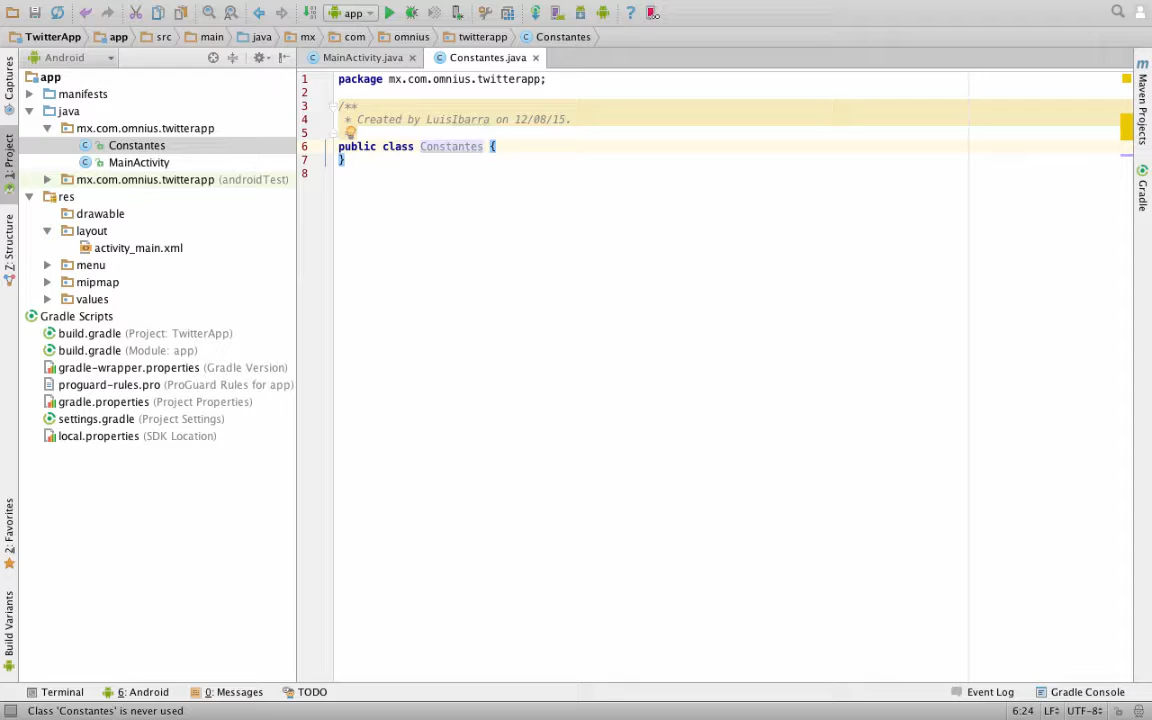 app
TwitterApp app src main java mx com omnius twitterapp Constantes
Android
MainActivity.java
Constantes.java
Captures
1: Project
Z: Structure
2: Favorites
Build Variants
app
manifests
java
mx.com.omnius.twitterapp
Constantes
MainActivity
mx.com.omnius.twitterapp (androidTest)
res
drawable
layout
activity_main.xml
menu
mipmap
values
Gradle Scripts
build.gradle (Project: TwitterApp)
build.gradle (Module: app)
gradle-wrapper.properties (Gradle Version)
proguard-rules.pro (ProGuard Rules for app)
gradle.properties (Project Properties)
settings.gradle (Project Settings)
local.properties (SDK Location)
1 package mx.com.omnius.twitterapp;
2
3 /**
4 * Created by LuisIbarra on 12/08/15.
5
6 public class Constantes {
7 }
8
m Maven Projects
Gradle
Terminal 6: Android 0: Messages TODO Event Log Gradle Console
Class 'Constantes' is never used 6:24 LF UTF-8